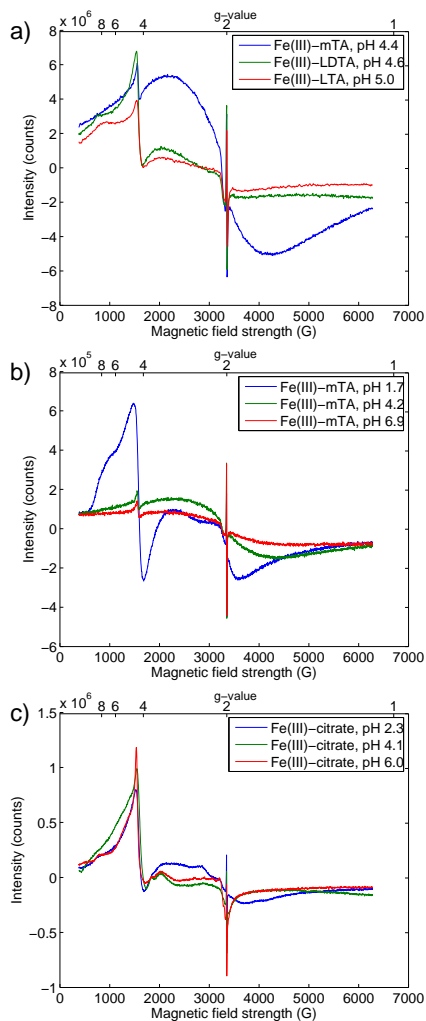 g−value
8 6 4 2 1
x 10^6
a)
Fe(III)−mTA, pH 4.4
Fe(III)−LDTA, pH 4.6
Fe(III)−LTA, pH 5.0
8
6
4
2
0
−2
−4
−6
−8
Intensity (counts)
0 1000 2000 3000 4000 5000 6000 7000
Magnetic field strength (G)
g−value
8 6 4 2 1
x 10^5
b)
Fe(III)−mTA, pH 1.7
Fe(III)−mTA, pH 4.2
Fe(III)−mTA, pH 6.9
8
6
4
2
0
−2
−4
−6
Intensity (counts)
0 1000 2000 3000 4000 5000 6000 7000
Magnetic field strength (G)
g−value
8 6 4 2 1
x 10^6
c)
Fe(III)−citrate, pH 2.3
Fe(III)−citrate, pH 4.1
Fe(III)−citrate, pH 6.0
1.5
1
0.5
0
−0.5
−1
Intensity (counts)
0 1000 2000 3000 4000 5000 6000 7000
Magnetic field strength (G)